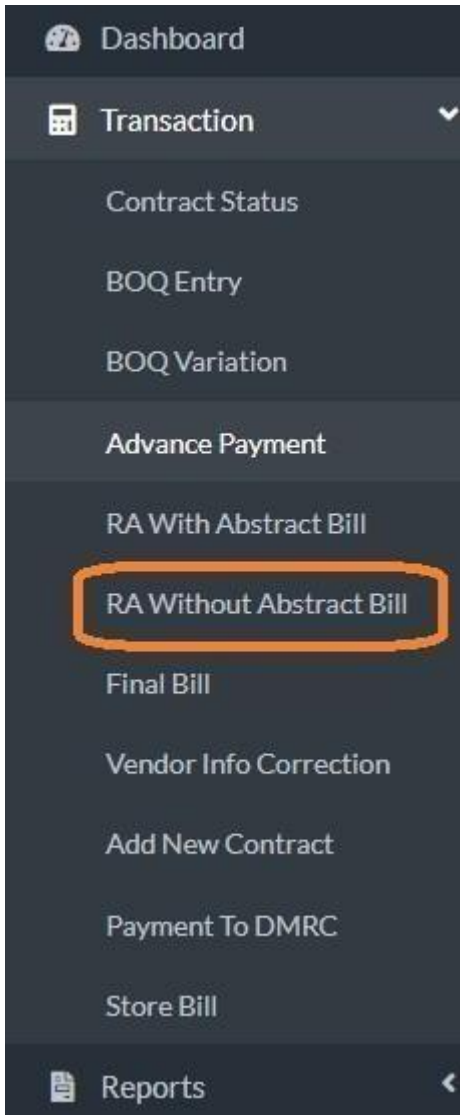 Dashboard
Transaction
Contract Status
BOQ Entry
BOQ Variation
Advance Payment
RA With Abstract Bill
RA Without Abstract Bill
Final Bill
Vendor Info Correction
Add New Contract
Payment To DMRC
Store Bill
Reports